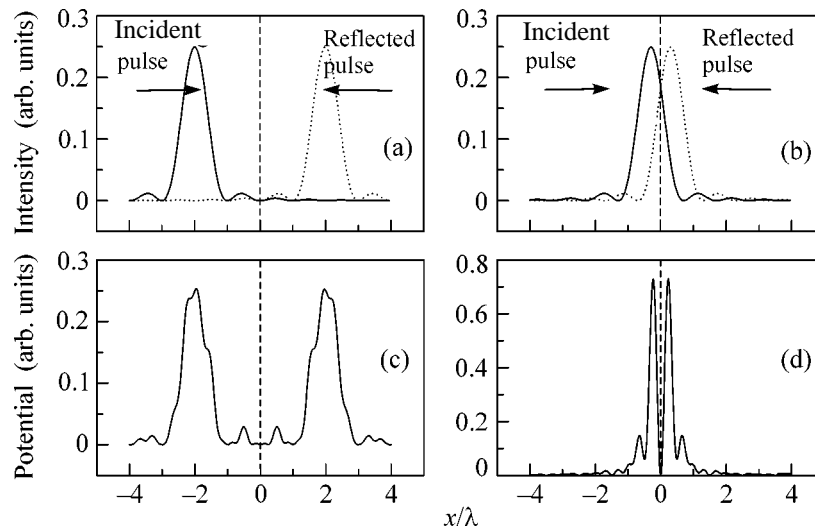 0.3
Incident
pulse
Reflected
pulse
0.2
0.1
0
(a)
Intensity (arb. units)
0.3
Incident
pulse
Reflected
pulse
0.2
0.1
0
(b)
0.3
0.2
0.1
0
(c)
Potential (arb. units)
–4 –2 0 2 4
0.8
0.6
0.4
0.2
0
(d)
–4 –2 0 2 4
x/λ